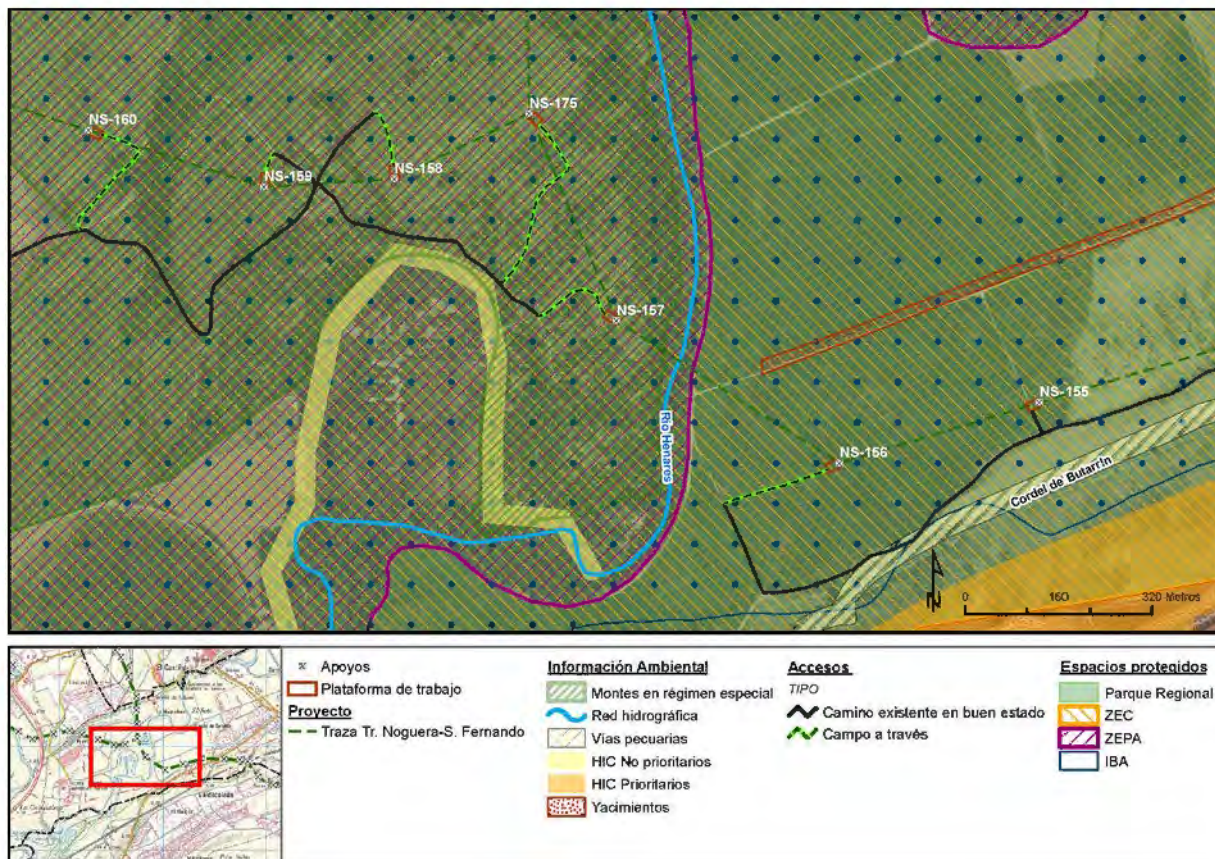 NS-175
NS-160
NS-159
NS-158
NS-157
NS-155
NS-156
Río Henares
Cordel de Butarrín
0 160 320 Metros
Apoyos
Plataforma de trabajo
Proyecto
Traza Tr. Noguera-S. Fernando
Información Ambiental
Montes en régimen especial
Red hidrográfica
Vías pecuarias
HIC No prioritarios
HIC Prioritarios
Yacimientos
Accesos
TIPO
Camino existente en buen estado
Campo a través
Espacios protegidos
Parque Regional
ZEC
ZEPA
IBA